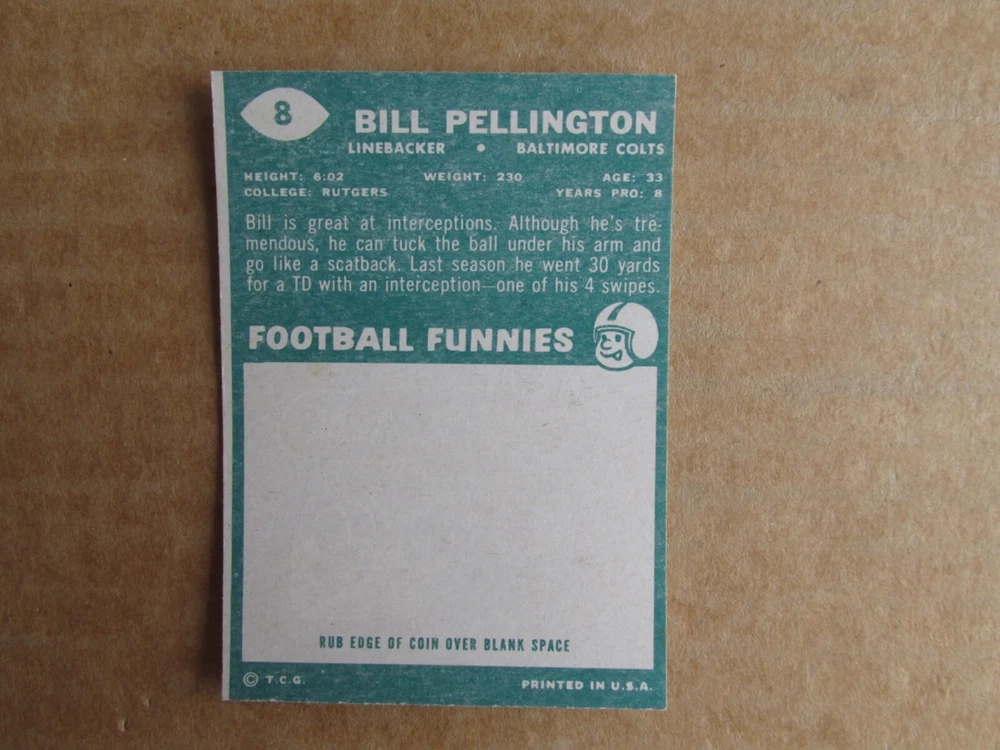 8
BILL PELLINGTON
LINEBACKER • BALTIMORE COLTS
HEIGHT: 6:02 WEIGHT: 230 AGE: 33
COLLEGE: RUTGERS YEARS PRO: 8
Bill is great at interceptions. Although he's tre-
mendous, he can tuck the ball under his arm and
go like a scatback. Last season he went 30 yards
for a TD with an interception—one of his 4 swipes.
FOOTBALL FUNNIES
RUB EDGE OF COIN OVER BLANK SPACE
© T.C.G. PRINTED IN U.S.A.